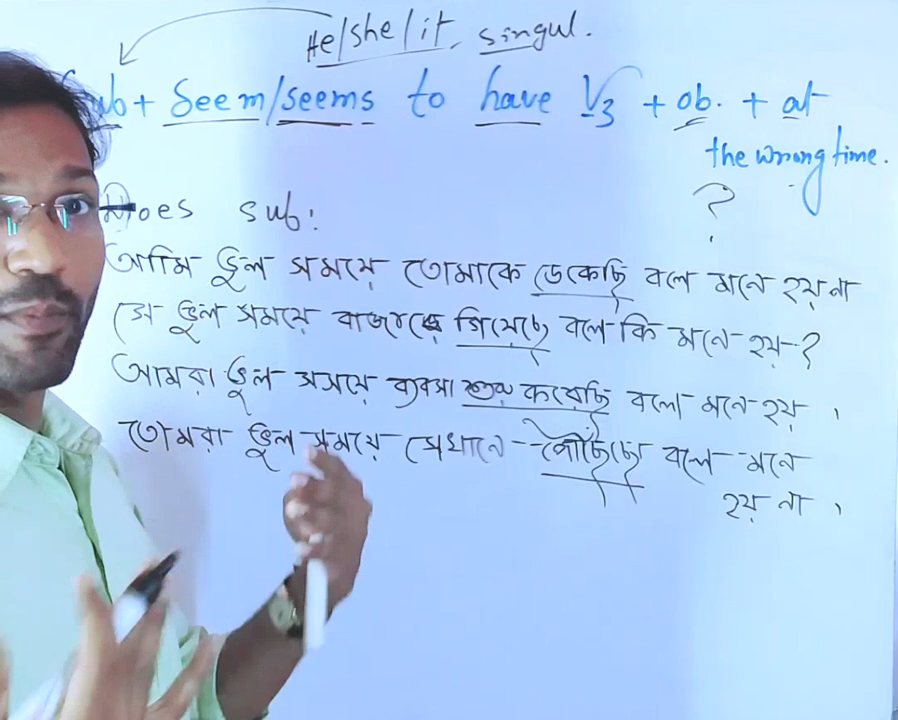 He/she/it, singul.
Sub + Seem/seems to have V3 + ob. + at
the wrong time.
Does sub: ?
আমি ভুল সময়ে তোমাকে ডেকেছি বলে মনে হয় না
সে ভুল সময়ে বাজারে গিয়েছে বলে কি মনে হয়?
আমরা ভুল সময়ে ব্যবসা শুরু করেছি বলে মনে হয়।
তোমরা ভুল সময়ে সেখানে পৌঁছেছো বলে মনে
হয় না।